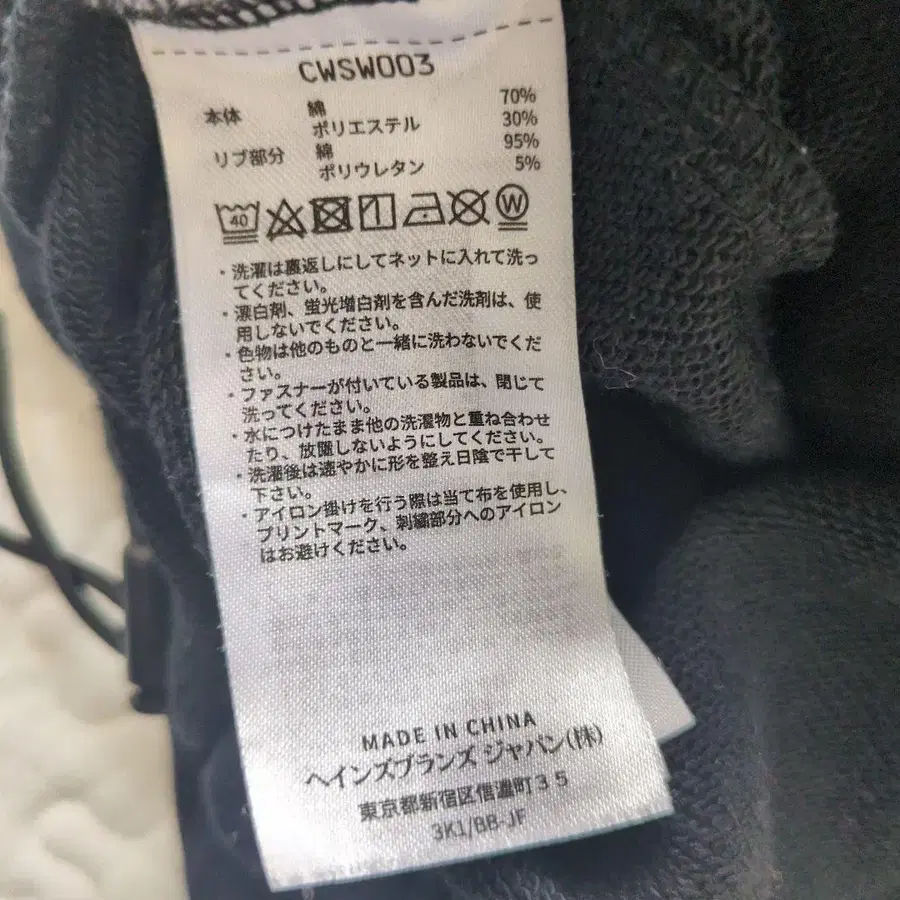 CWSW003
本体 綿 70%
ポリエステル 30%
リブ部分 綿 95%
ポリウレタン 5%
40 W
・洗濯は裏返しにしてネットに入れて洗っ
てください。
・漂白剤、蛍光増白剤を含んだ洗剤は、使
用しないでください。
・色物は他のものと一緒に洗わないでくだ
さい。
・ファスナーが付いている製品は、閉じて
洗ってください。
・水につけたまま他の洗濯物と重ね合わせ
たり、放置しないようにしてください。
・洗濯後は速やかに形を整え日陰で干して
下さい。
・アイロン掛けを行う際は当て布を使用し、
プリントマーク、刺繍部分へのアイロン
はお避けください。
MADE IN CHINA
ヘインズブランズ ジャパン(株)
東京都新宿区信濃町35
3K1/BB-JF